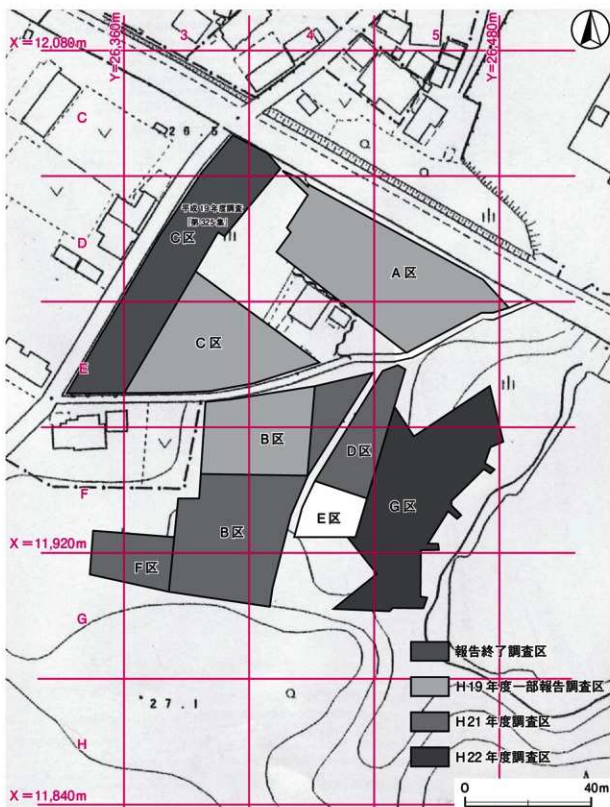 X＝12,080m
Y=26,360m
3
4
5
Y=26,480m
C
26 5
平成19年度調査
［第325集］
D
C区
A区
C区
E
B区
D区
F
E区
G区
B区
X＝11,920m
F区
G
報告終了調査区
H19年度一部報告調査区
27.1
H21年度調査区
H
H22年度調査区
X＝11,840m
0
40m